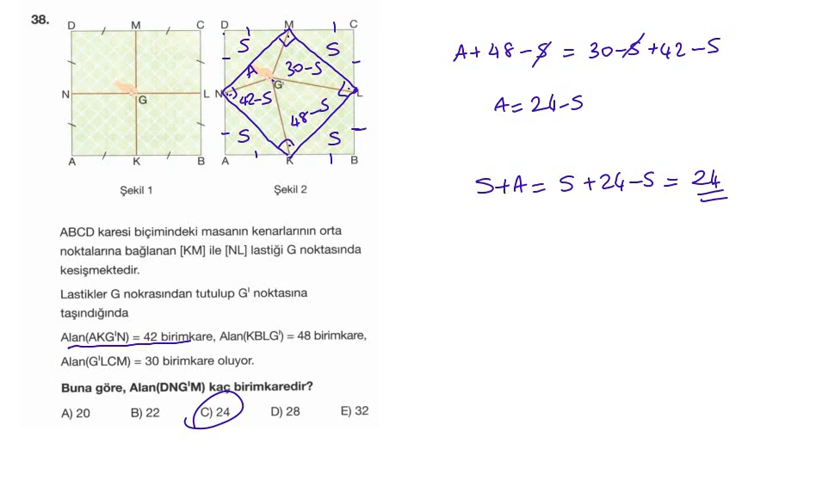 38.
D M C
N G L
A K B
Şekil 1
D M C
S S
A 30-S
N G' L
42-S
48-S
S S
A K B
Şekil 2
ABCD karesi biçimindeki masanın kenarlarının orta
noktalarına bağlanan [KM] ile [NL] lastiği G noktasında
kesişmektedir.
Lastikler G nokrasından tutulup G' noktasına
taşındığında
Alan(AKG'N) = 42 birimkare, Alan(KBLG') = 48 birimkare,
Alan(G'LCM) = 30 birimkare oluyor.
Buna göre, Alan(DNG'M) kaç birimkaredir?
A) 20 B) 22 C) 24 D) 28 E) 32
A+48-S = 30-S+42-S
A=24-S
S+A= S+24-S = 24